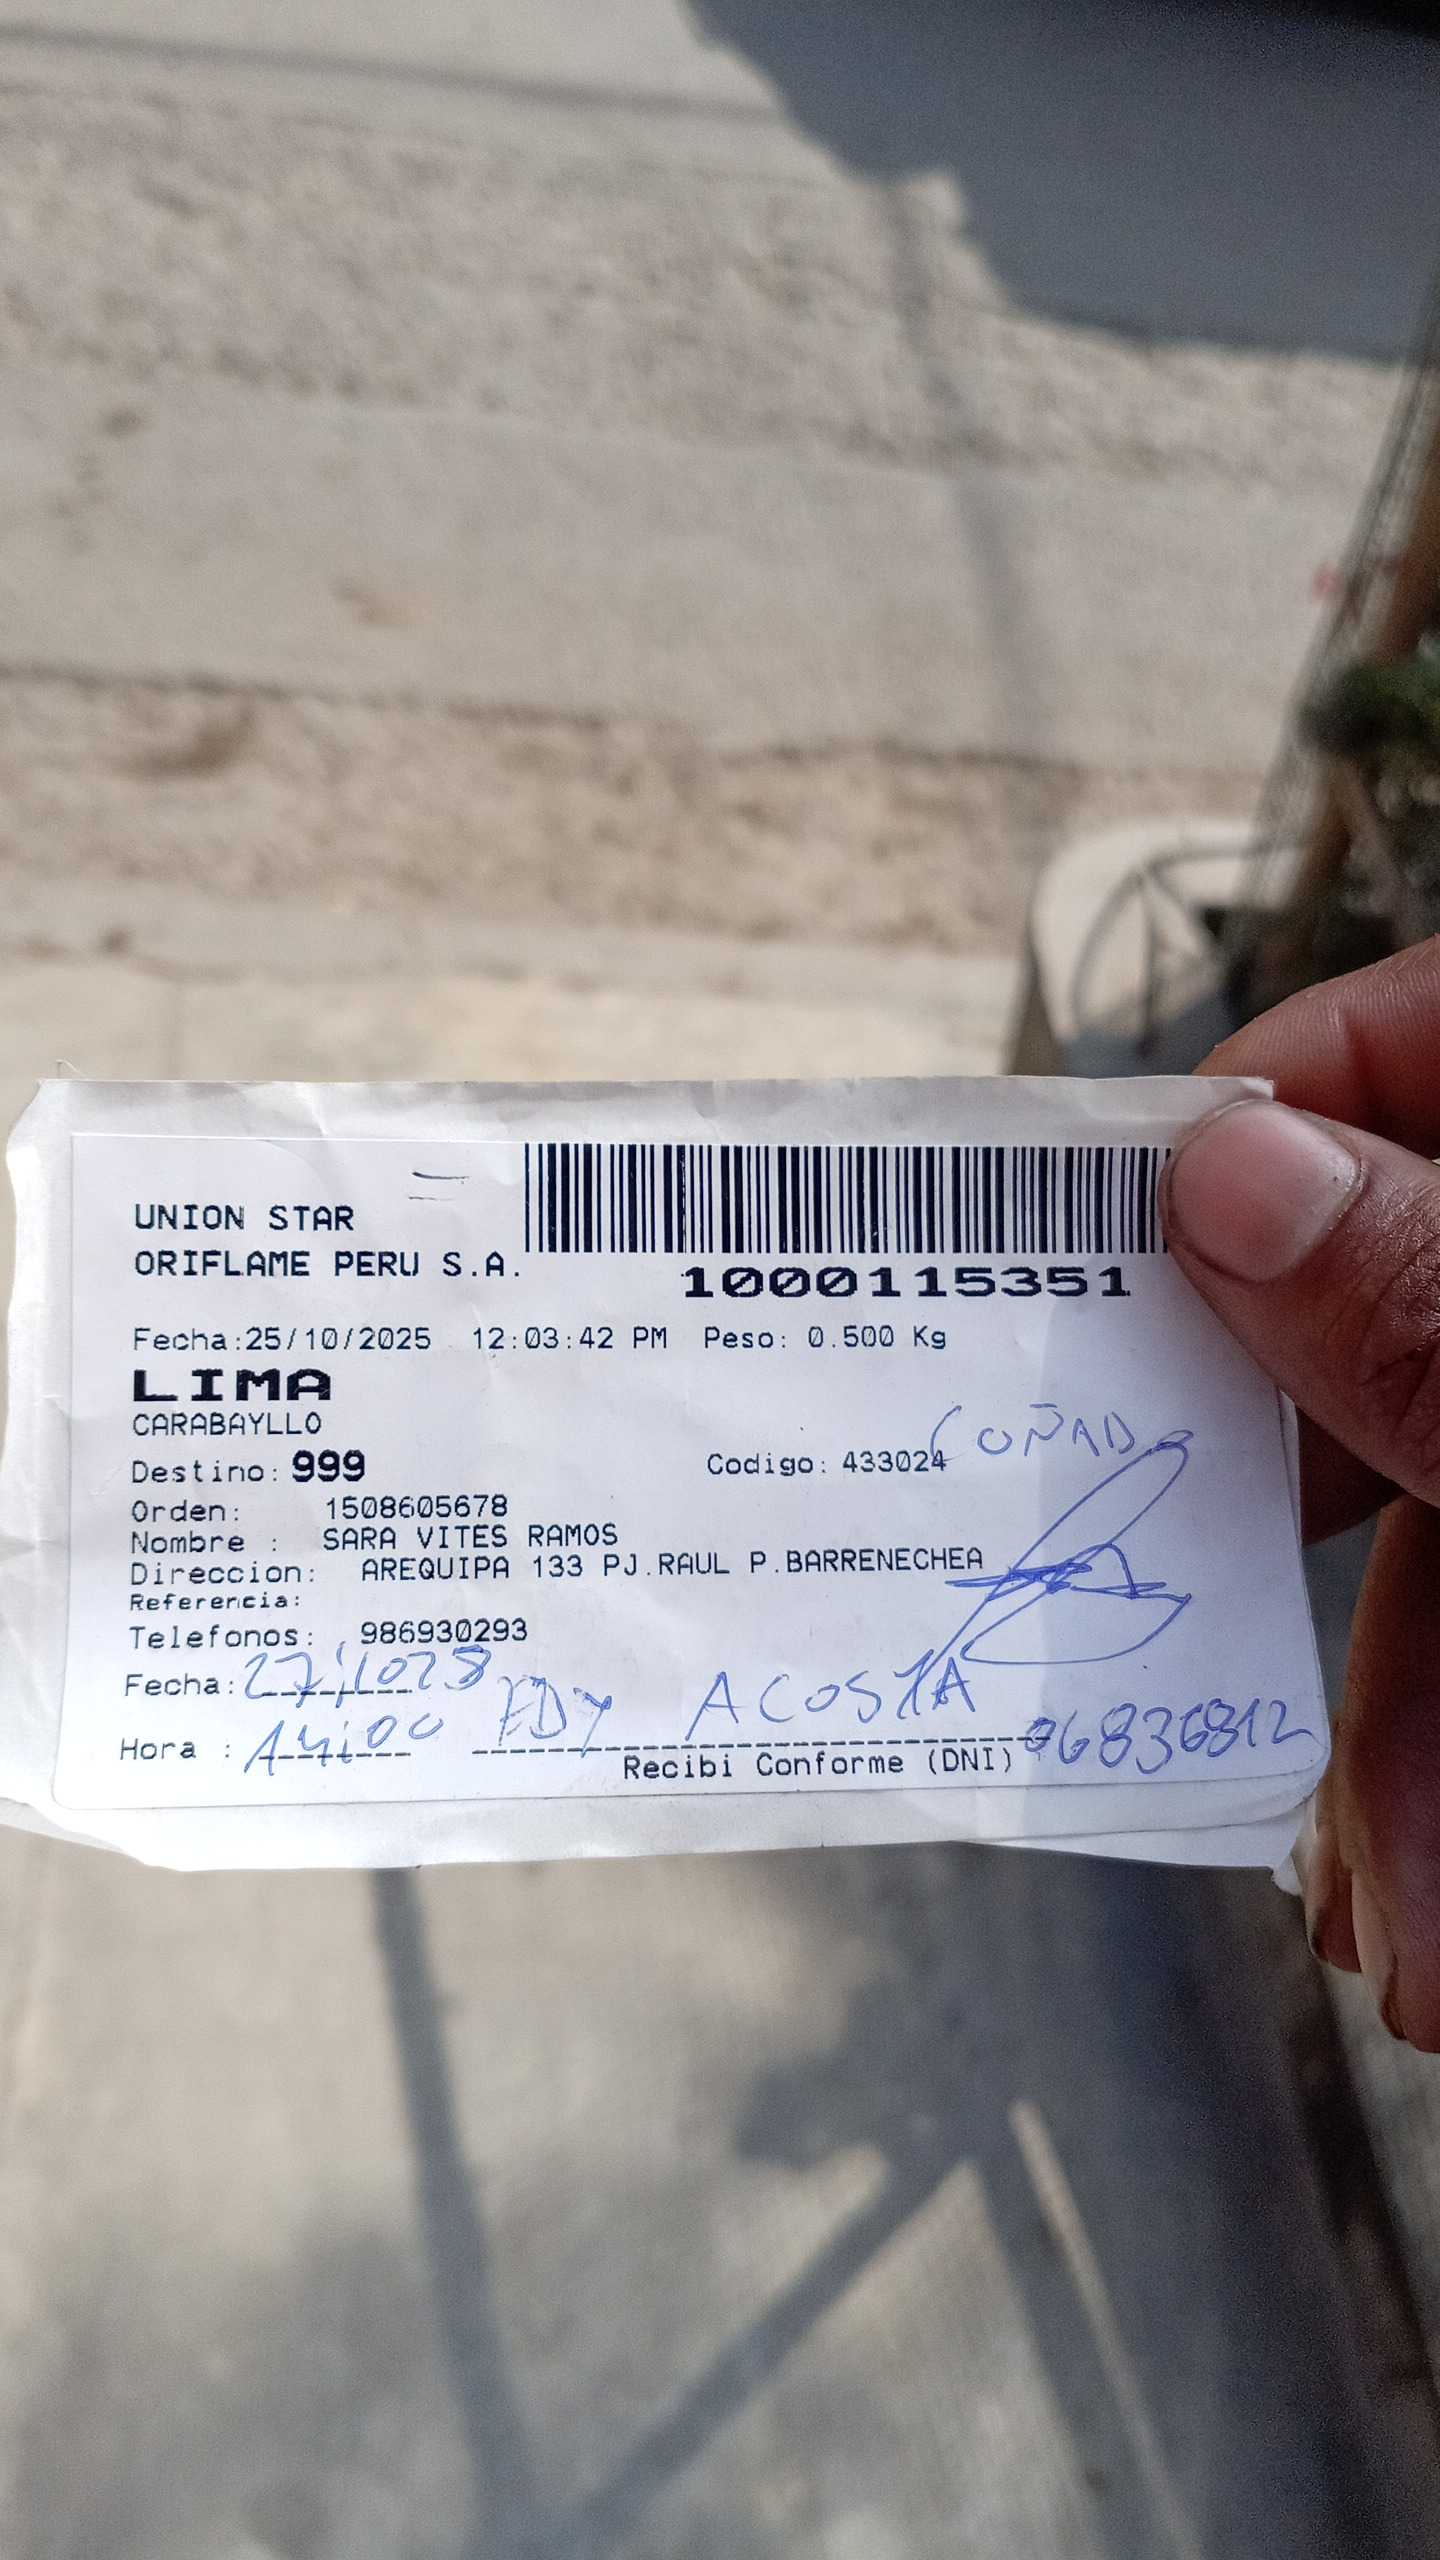 UNION STAR
ORIFLAME PERU S.A.
1000115351
Fecha:25/10/2025 12:03:42 PM Peso: 0.500 Kg
LIMA
CARABAYLLO
Destino: 999 Codigo: 433024
Orden: 1508605678
Nombre : SARA VITES RAMOS
Direccion: AREQUIPA 133 PJ.RAUL P.BARRENECHEA
Referencia:
Telefonos: 986930293
Fecha:
Hora : EDY ACOSTA
Recibi Conforme (DNI) 06836812